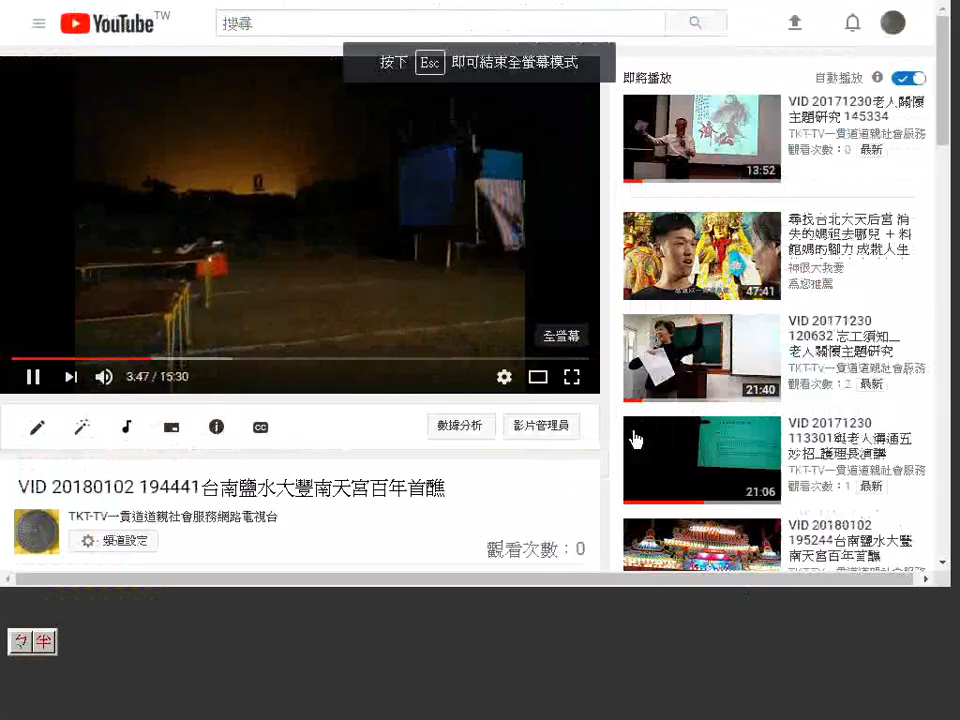 YouTube TW
搜尋
按下 Esc 即可結束全螢幕模式
即將播放
自動播放
VID 20171230老人關懷
主題研究 145334
TKT-TV一貫道道親社會服務
觀看次數：0 最新
13:52
尋找台北大天后宮 消
失的媽祖去哪兒 + 料
館媽的腳力 成就人生
神很大我愛
為您推薦
47:41
VID 20171230
120632 志工須知__
老人關懷主題研究
TKT-TV一貫道道親社會服務
觀看次數：2 最新
21:40
VID 20171230
113301與老人溝通五
妙招_護理長演講
TKT-TV一貫道道親社會服務
觀看次數：1 最新
21:06
VID 20180102
195244台南鹽水大豐
南天宮百年首醮
全螢幕
3:47 / 15:30
CC
數據分析
影片管理員
VID 20180102 194441台南鹽水大豐南天宮百年首醮
TKT-TV一貫道道親社會服務網路電視台
頻道設定
觀看次數：0
ㄅ半